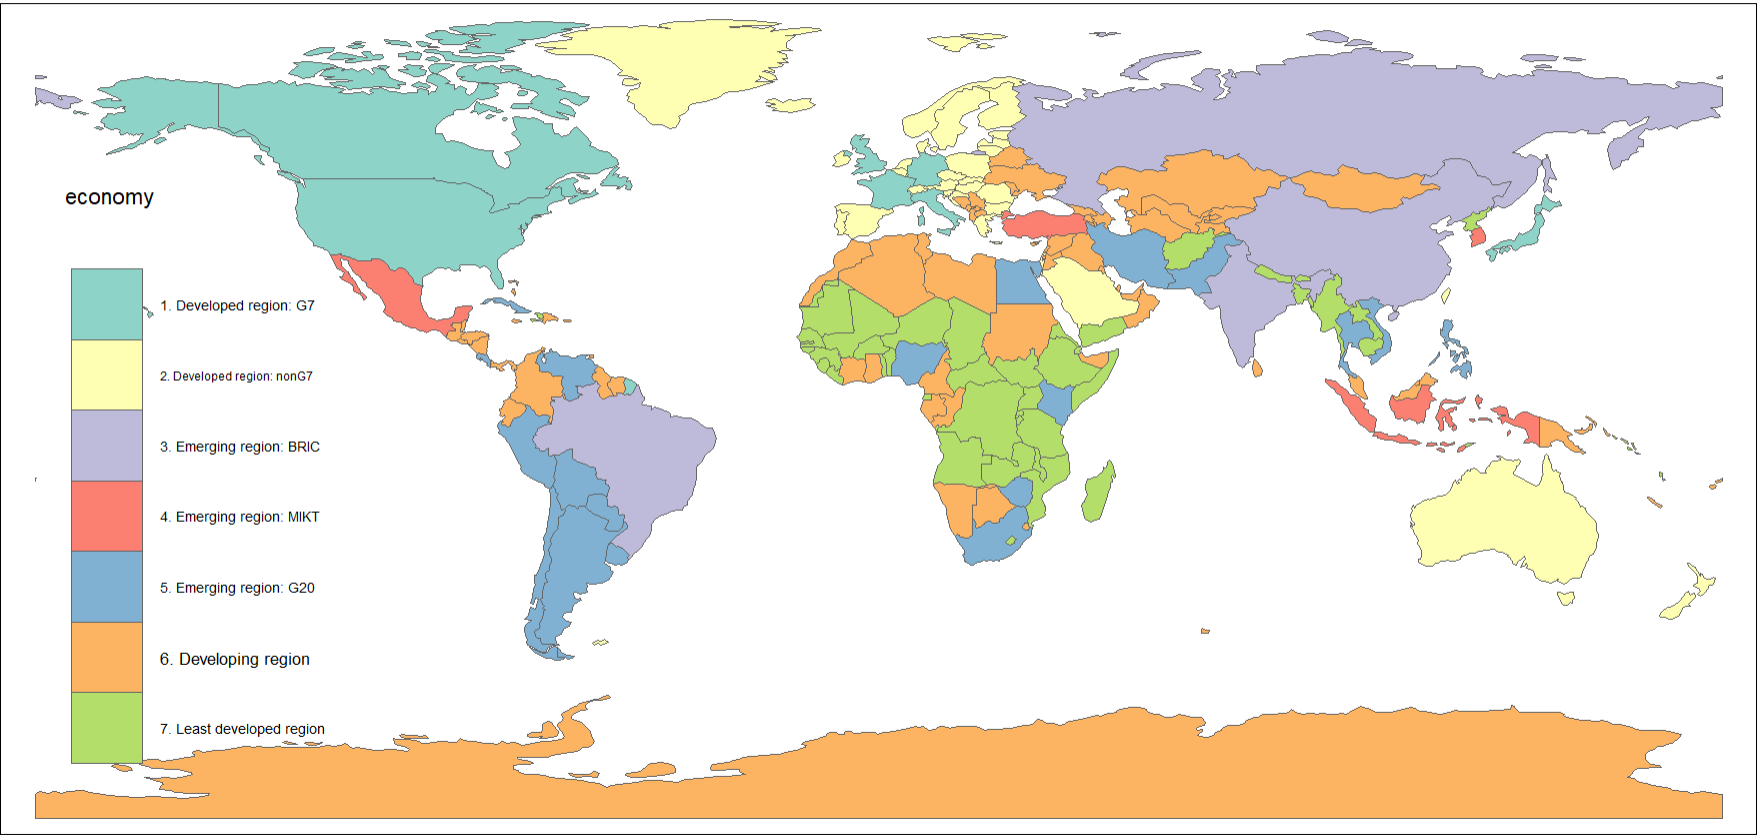 economy
1. Developed region: G7
2. Developed region: nonG7
3. Emerging region: BRIC
4. Emerging region: MIKT
5. Emerging region: G20
6. Developing region
7. Least developed region